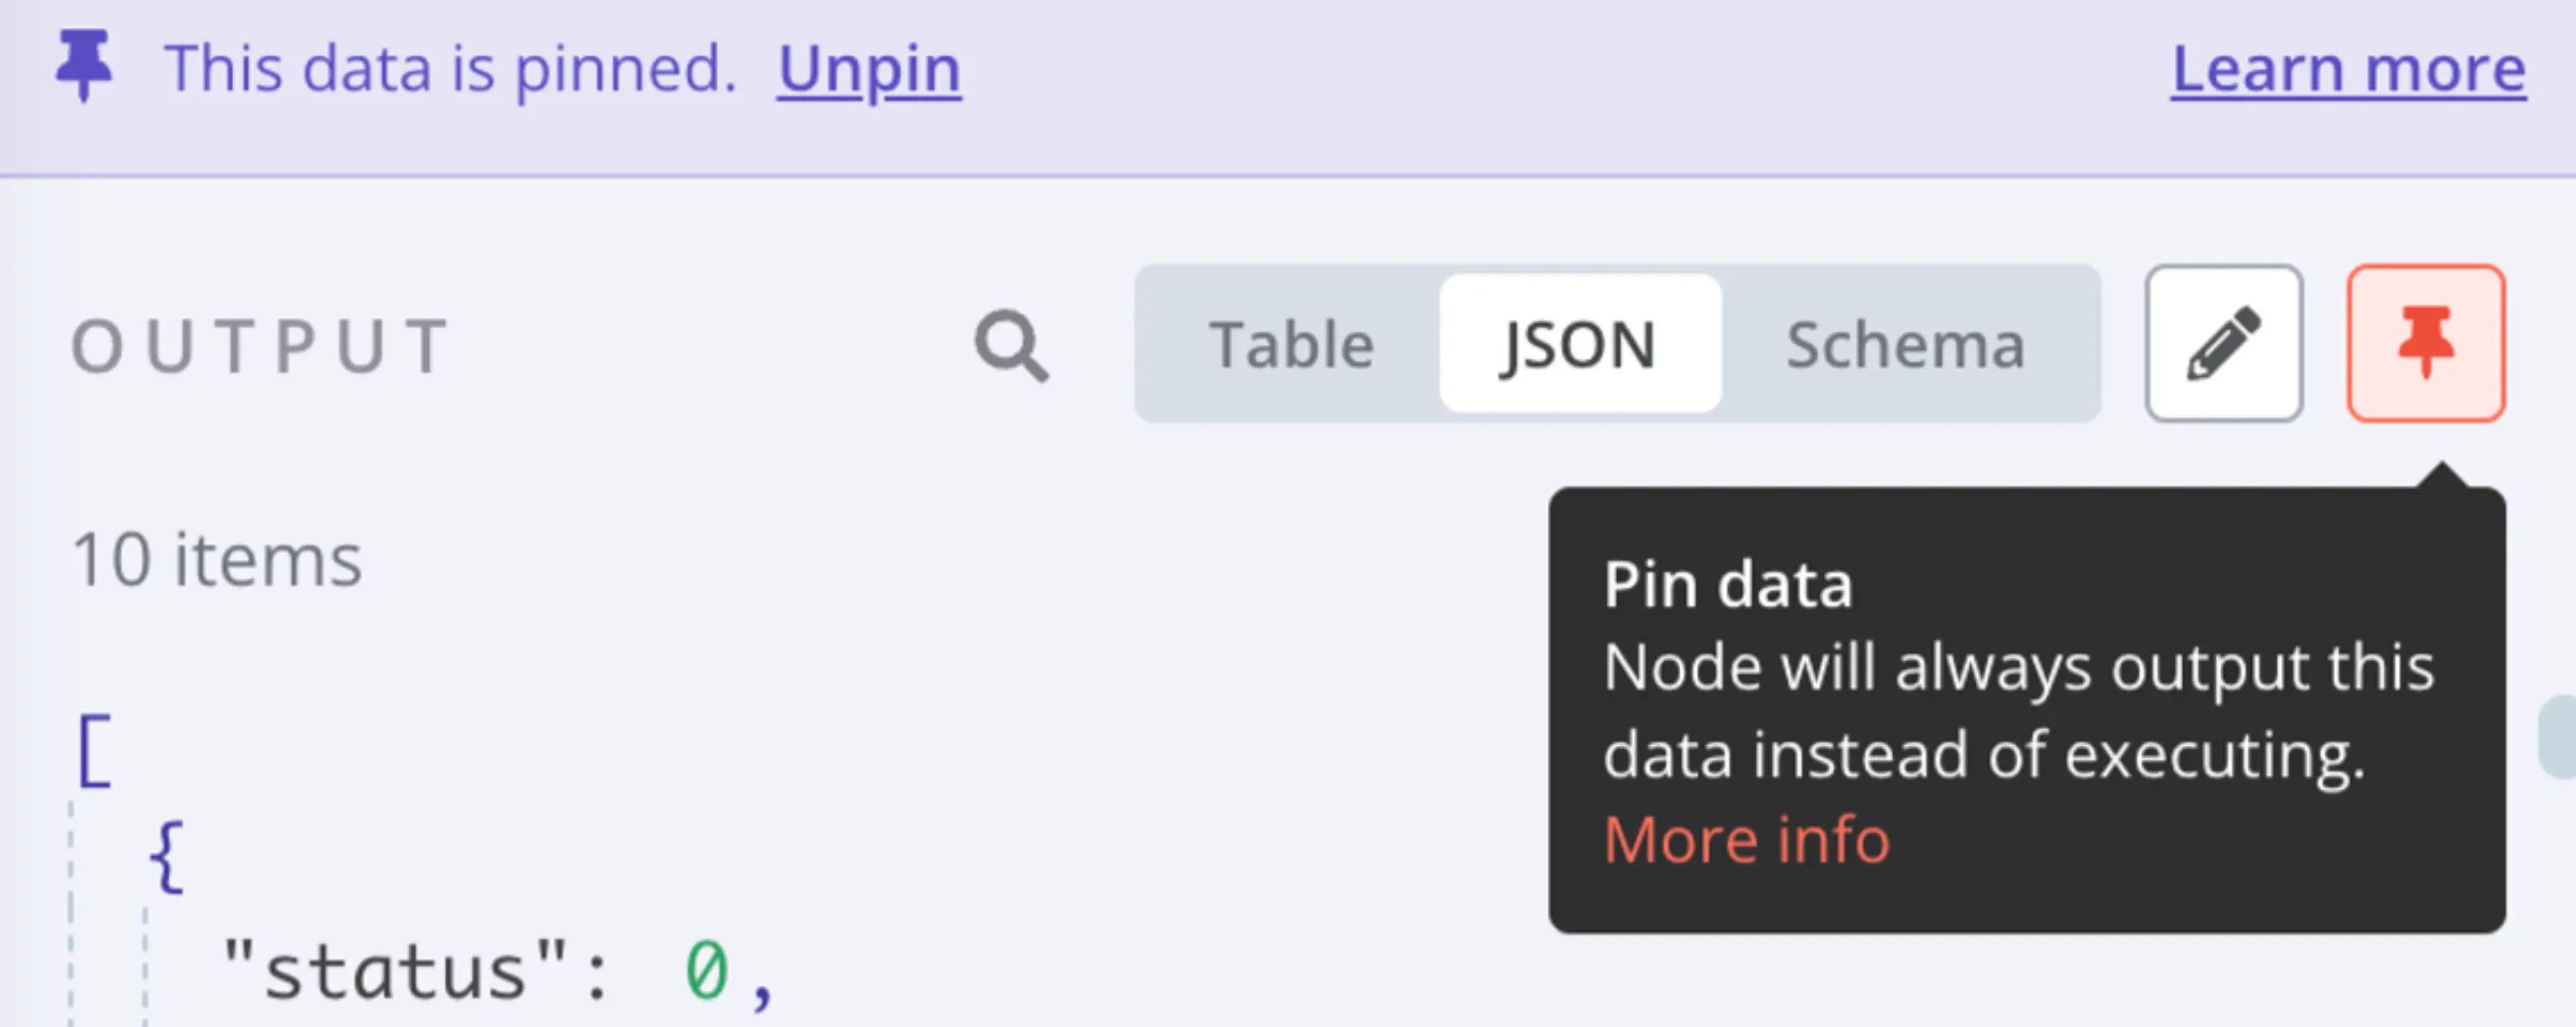 This data is pinned. Unpin Learn more
OUTPUT Table JSON Schema
10 items
Pin data
Node will always output this
data instead of executing.
More info
[
{
"status": 0,